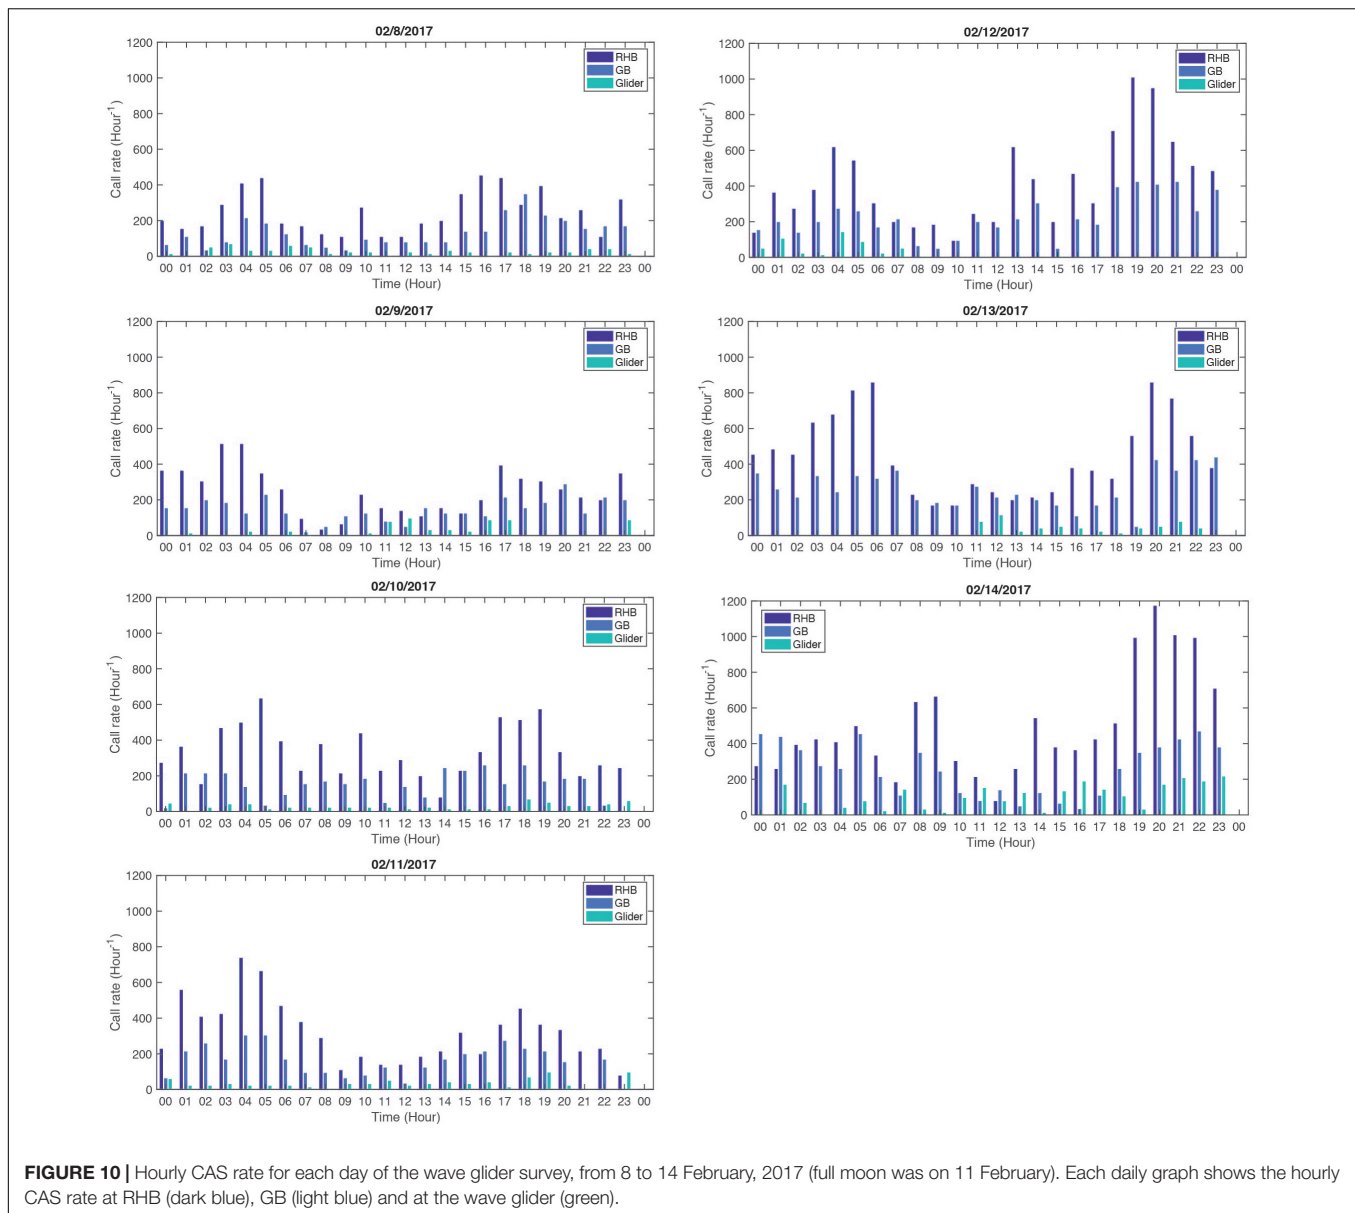 02/8/2017
1200
1000
800
600
400
200
0
Call rate (Hour-1)
RHB
GB
Glider
00 01 02 03 04 05 06 07 08 09 10 11 12 13 14 15 16 17 18 19 20 21 22 23 00
Time (Hour)
02/9/2017
1200
1000
800
600
400
200
0
Call rate (Hour-1)
RHB
GB
Glider
00 01 02 03 04 05 06 07 08 09 10 11 12 13 14 15 16 17 18 19 20 21 22 23 00
Time (Hour)
02/10/2017
1200
1000
800
600
400
200
0
Call rate (Hour-1)
RHB
GB
Glider
00 01 02 03 04 05 06 07 08 09 10 11 12 13 14 15 16 17 18 19 20 21 22 23 00
Time (Hour)
02/11/2017
1200
1000
800
600
400
200
0
Call rate (Hour-1)
RHB
GB
Glider
00 01 02 03 04 05 06 07 08 09 10 11 12 13 14 15 16 17 18 19 20 21 22 23 00
Time (Hour)
02/12/2017
1200
1000
800
600
400
200
0
Call rate (Hour-1)
RHB
GB
Glider
00 01 02 03 04 05 06 07 08 09 10 11 12 13 14 15 16 17 18 19 20 21 22 23 00
Time (Hour)
02/13/2017
1200
1000
800
600
400
200
0
Call rate (Hour-1)
RHB
GB
Glider
00 01 02 03 04 05 06 07 08 09 10 11 12 13 14 15 16 17 18 19 20 21 22 23 00
Time (Hour)
02/14/2017
1200
1000
800
600
400
200
0
Call rate (Hour-1)
RHB
GB
Glider
00 01 02 03 04 05 06 07 08 09 10 11 12 13 14 15 16 17 18 19 20 21 22 23 00
Time (Hour)
FIGURE 10 | Hourly CAS rate for each day of the wave glider survey, from 8 to 14 February, 2017 (full moon was on 11 February). Each daily graph shows the hourly
CAS rate at RHB (dark blue), GB (light blue) and at the wave glider (green).